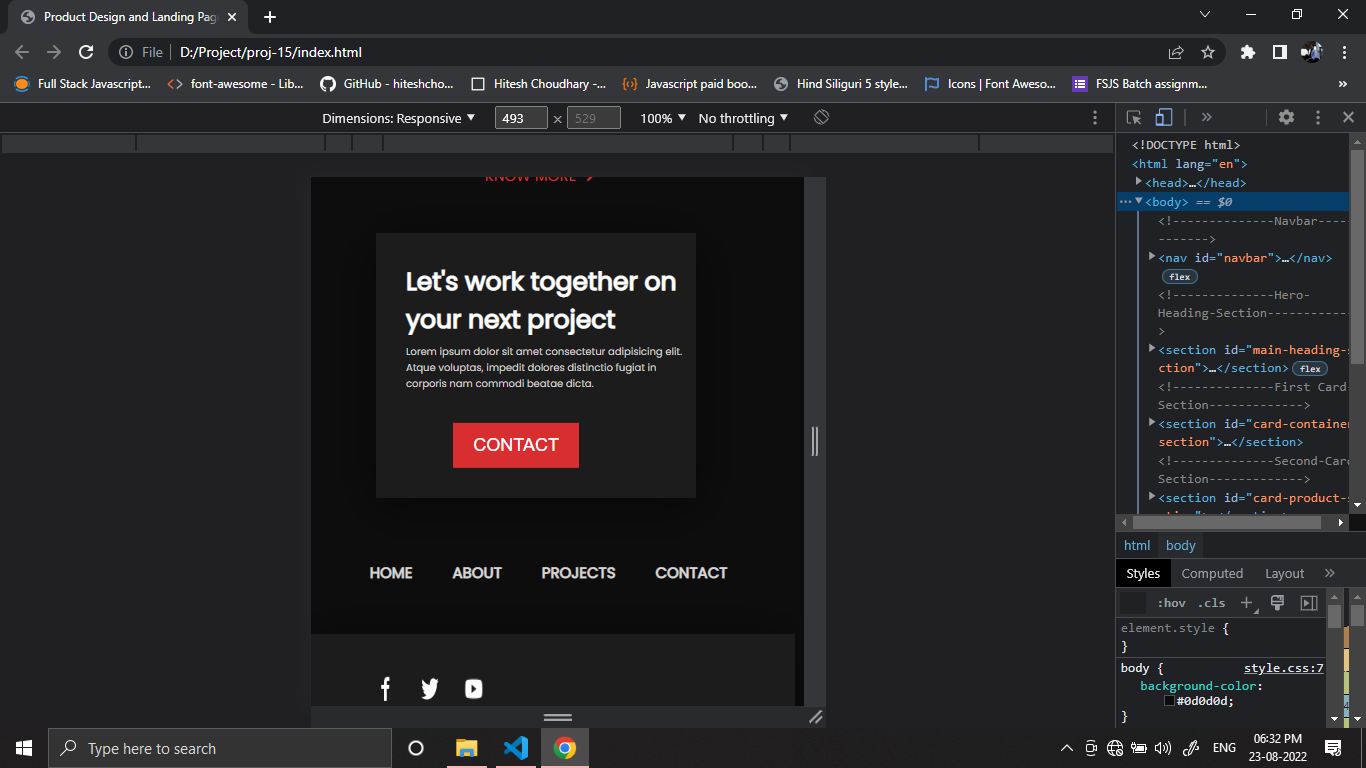 Product Design and Landing Pag
File D:/Project/proj-15/index.html
Full Stack Javascript... font-awesome - Lib... GitHub - hiteshcho... Hitesh Choudhary -... Javascript paid boo... Hind Siliguri 5 style... Icons | Font Aweso... FSJS Batch assignm... »
Dimensions: Responsive ▼ 493 × 529 100% ▼ No throttling ▼
<!DOCTYPE html>
<html lang="en">
<head>…</head>
<body> == $0
<!--------------Navbar-----
------->
<nav id="navbar">…</nav>
flex
<!--------------Hero-
Heading-Section------------
>
<section id="main-heading-s
ction">…</section> flex
<!--------------First Card-
Section------------->
<section id="card-container
section">…</section>
<!--------------Second-Car
Section------------->
<section id="card-product-s
html body
Styles Computed Layout »
:hov .cls
element.style {
}
body { style.css:7
background-color:
#0d0d0d;
}
KNOW MORE
Let's work together on
your next project
Lorem ipsum dolor sit amet consectetur adipisicing elit.
Atque voluptas, impedit dolores distinctio fugiat in
corporis nam commodi beatae dicta.
CONTACT
HOME ABOUT PROJECTS CONTACT
Type here to search
ENG
06:32 PM
23-08-2022